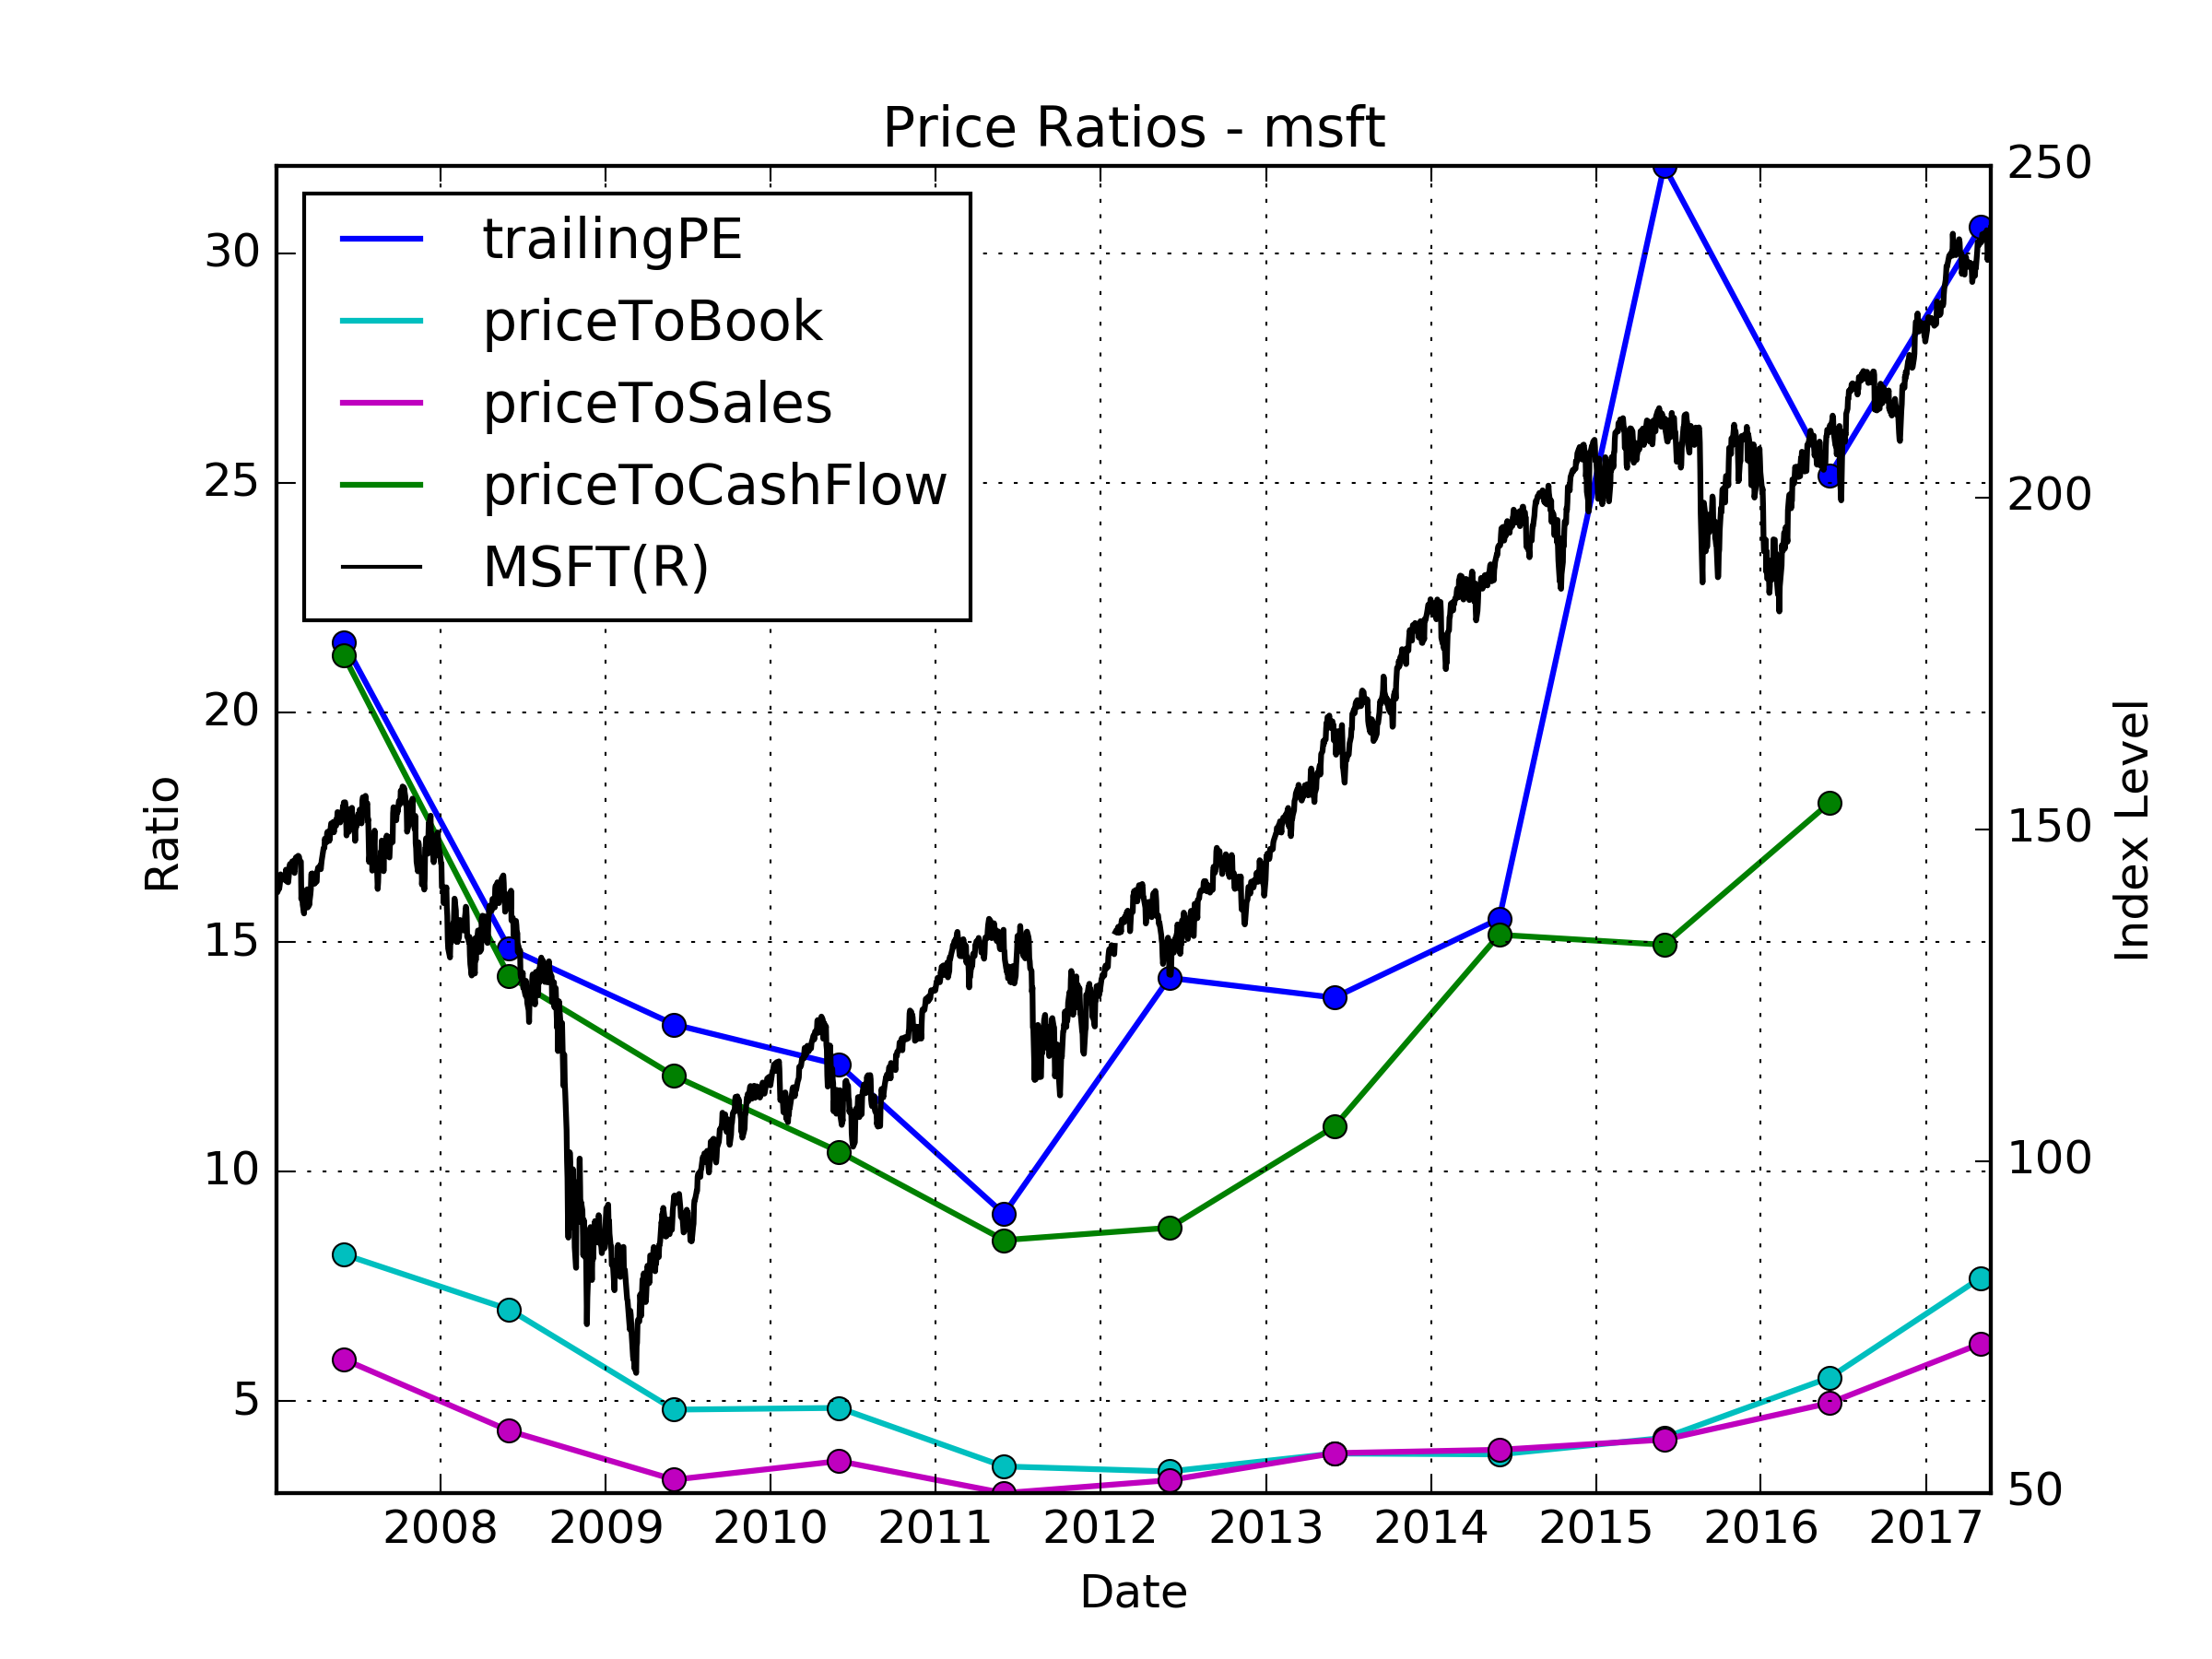 Price Ratios - msft
250
200
150
100
50
30
25
20
15
10
5
trailingPE
priceToBook
priceToSales
priceToCashFlow
MSFT(R)
Ratio
Index Level
2008 2009 2010 2011 2012 2013 2014 2015 2016 2017
Date